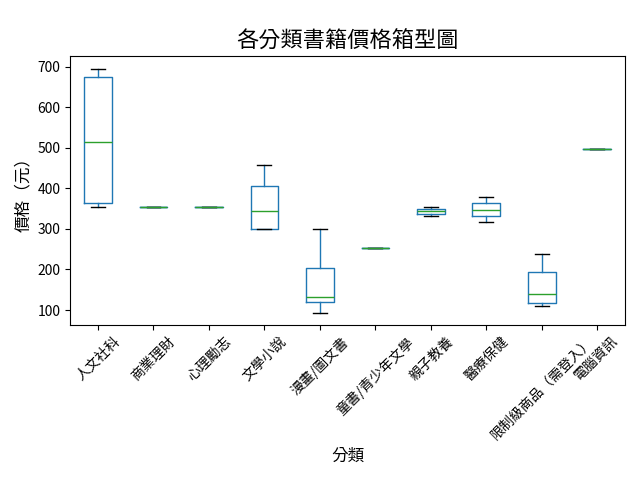 各分類書籍價格箱型圖
價格（元）
700
600
500
400
300
200
100
人文社科
商業理財
心理勵志
文學小說
漫畫/圖文書
童書/青少年文學
親子教養
醫療保健
限制級商品（需登入）
電腦資訊
分類